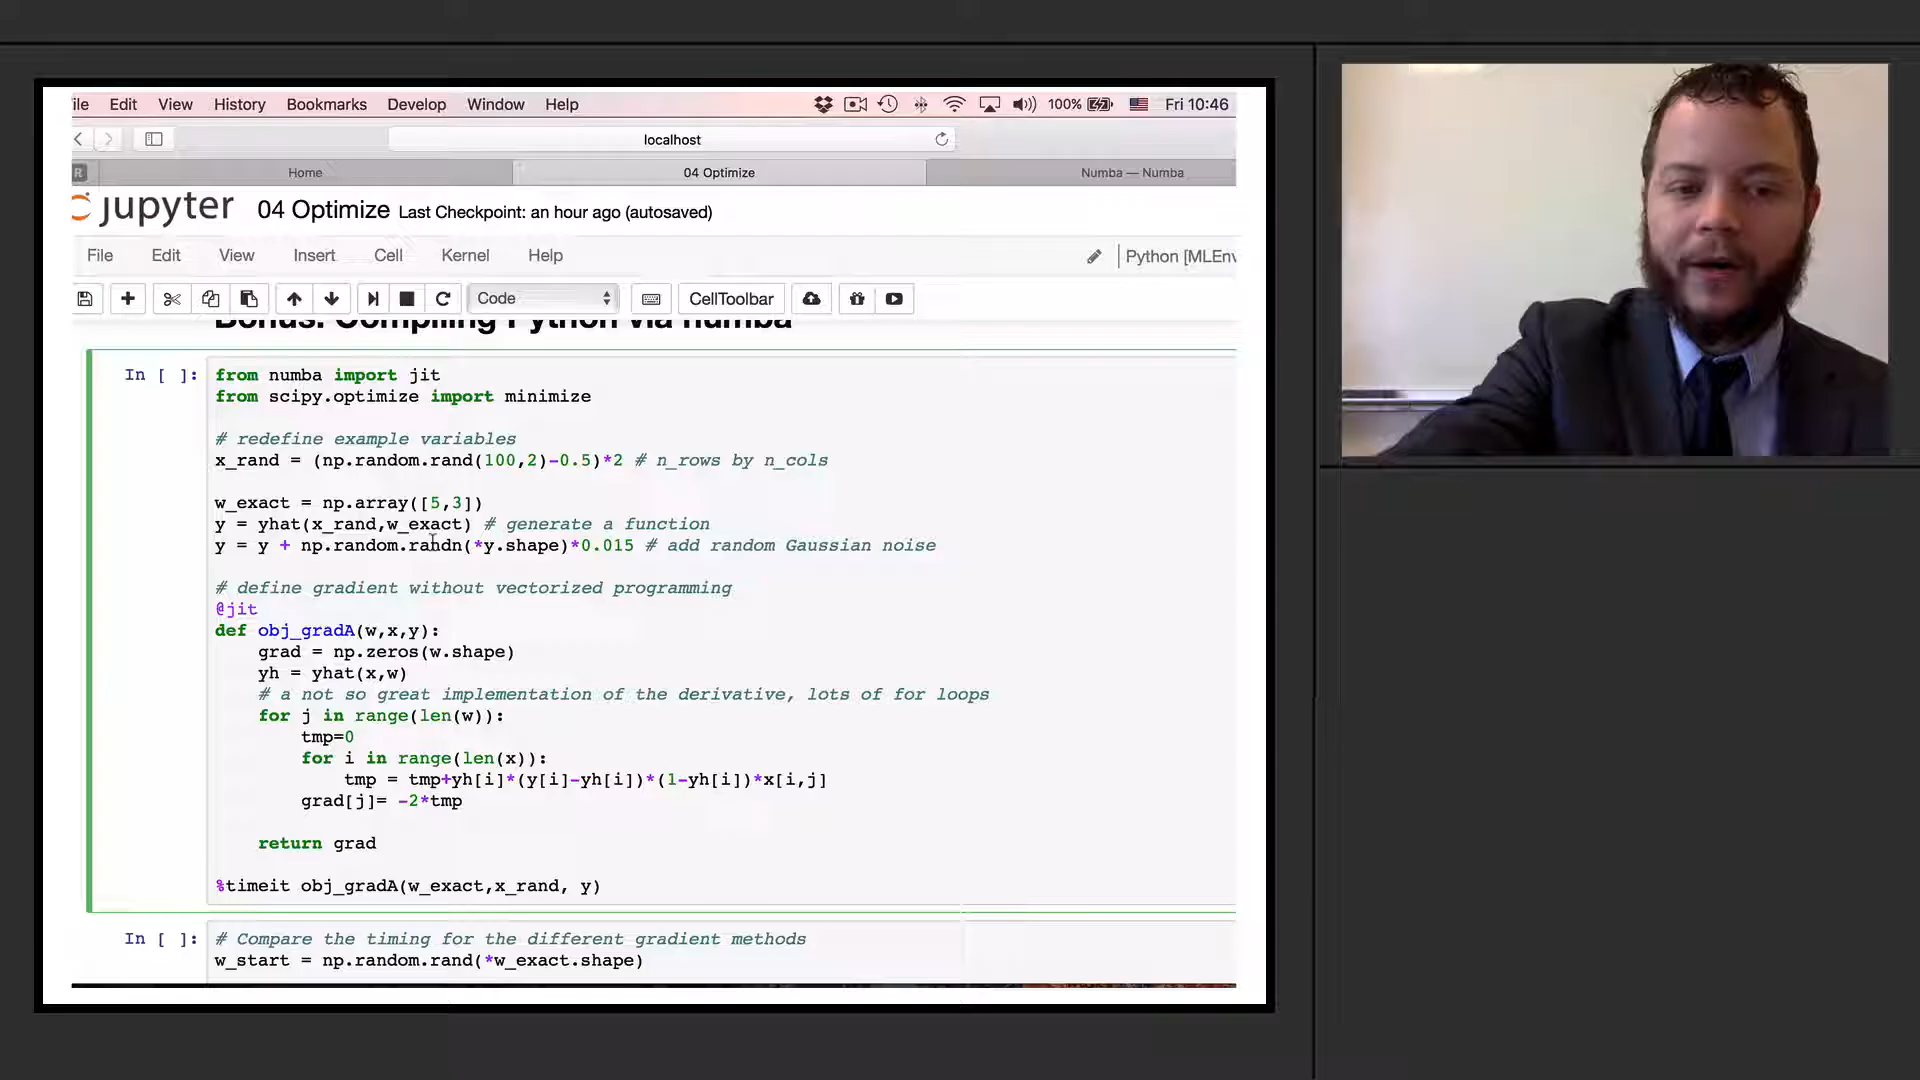 ile Edit View History Bookmarks Develop Window Help 100% Fri 10:46
localhost
R Home 04 Optimize Numba — Numba
jupyter 04 Optimize Last Checkpoint: an hour ago (autosaved)
File Edit View Insert Cell Kernel Help Python [MLEnv
Code CellToolbar
Bonus: Compiling Python via numba
In [ ]: from numba import jit
from scipy.optimize import minimize
# redefine example variables
x_rand = (np.random.rand(100,2)-0.5)*2 # n_rows by n_cols
w_exact = np.array([5,3])
y = yhat(x_rand,w_exact) # generate a function
y = y + np.random.randn(*y.shape)*0.015 # add random Gaussian noise
# define gradient without vectorized programming
@jit
def obj_gradA(w,x,y):
grad = np.zeros(w.shape)
yh = yhat(x,w)
# a not so great implementation of the derivative, lots of for loops
for j in range(len(w)):
tmp=0
for i in range(len(x)):
tmp = tmp+yh[i]*(y[i]-yh[i])*(1-yh[i])*x[i,j]
grad[j]= -2*tmp
return grad
%timeit obj_gradA(w_exact,x_rand, y)
In [ ]: # Compare the timing for the different gradient methods
w_start = np.random.rand(*w_exact.shape)